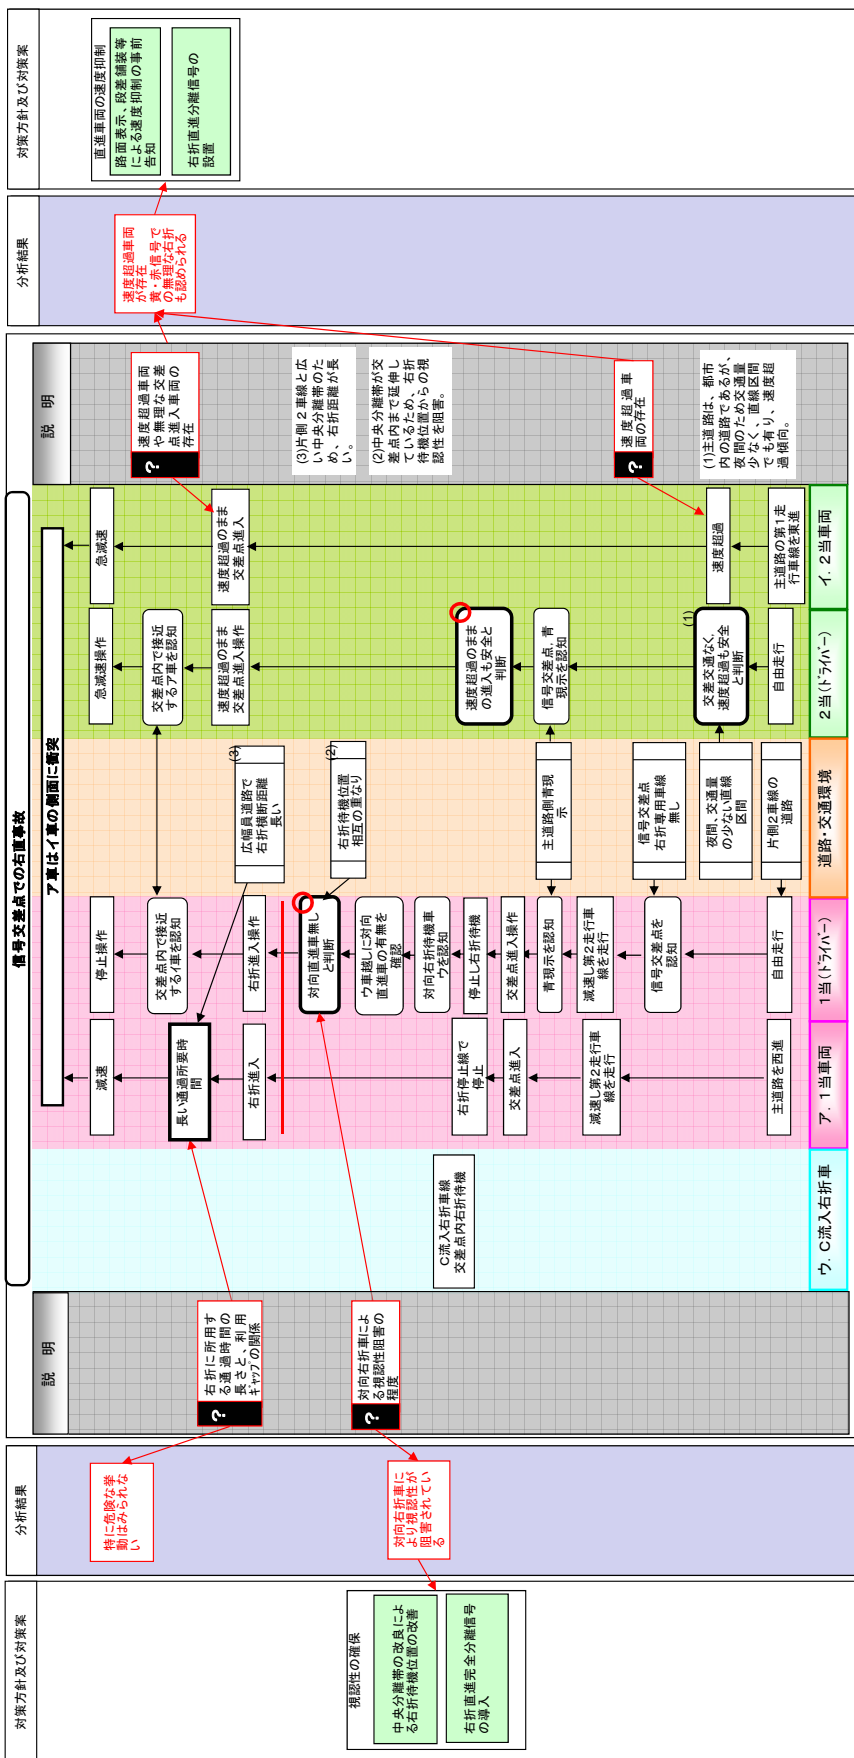 対策方針及び対策案
分析結果
説　明
信号交差点での右直事故
ア車はイ車の側面に衝突
説　明
分析結果
対策方針及び対策案
視認性の確保
中央分離帯の改良によ
る右折待機位置の改善
右折直進完全分離信号
の導入
特に危険な挙
動はみられな
い
対向右折車に
より視認性が
阻害されてい
る
?
右折に所用す
る通過時間の
長さと、利用
ｷﾞｬｯﾌﾟの関係
?
対向右折車によ
る視認性阻害の
程度
C流入右折車線
交差点内右折待機
減速
長い通過所要時
間
右折進入
右折停止線で
停止
交差点進入
減速し第2走行車
線を走行
主道路を西進
停止操作
交差点内で接近
するイ車を認知
右折進入操作
対向直進車無し
と判断
ウ車越しに対向
直進車の有無を
確認
対向右折待機車
ウを認知
停止し右折待機
交差点進入操作
青現示を認知
減速し第2走行車
線を走行
信号交差点を
認知
自由走行
(3)
広幅員道路で
右折横断距離
長い
(2)
右折待機位置
相互の重なり
主道路側青現
示
信号交差点
右折専用車線
無し
夜間、交通量
の少ない直線
区間
片側2車線の
道路
急減速操作
交差点内で接近
するア車を認知
速度超過のまま
交差点進入操作
速度超過のまま
の進入も安全と
判断
信号交差点、青
現示を認知
(1)
交差交通なく、
速度超過も安全
と判断
自由走行
急減速
速度超過のまま
交差点進入
速度超過
主道路の第1走
行車線を東進
?
速度超過車両
や無理な交差
点進入車両の
存在
(3)片側２車線と広
い中央分離帯のた
め、右折距離が長
い。
(2)中央分離帯が交
差点内まで延伸し
ているため、右折
待機位置からの視
認性を阻害。
?
速度超過車
両の存在
(1)主道路は、都市
内の道路であるが、
夜間のため交通量
少なく、直線区間
でも有り、速度超
過傾向。
速度超過車両
が存在
黄・赤信号で
の無理な右折
も認められる
直進車両の速度抑制
路面表示、段差舗装等
による速度抑制の事前
告知
右折直進分離信号の
設置
ウ．C流入右折車
ア．1当車両
1当(ﾄﾞﾗｲﾊﾞｰ)
道路・交通環境
2当(ﾄﾞﾗｲﾊﾞｰ)
イ．2当車両